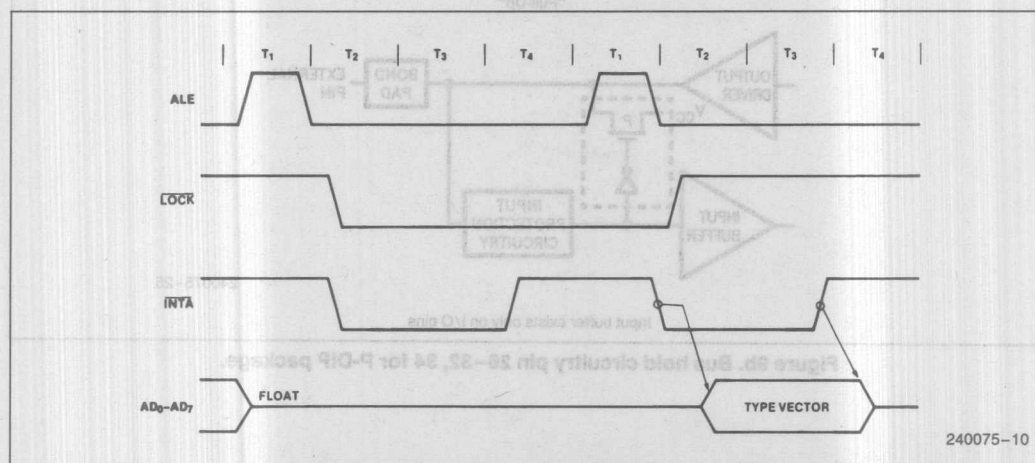 T₁ T₂ T₃ T₄ T₁ T₂ T₃ T₄
EXTERNAL
PIN
BOND
PAD
OUTPUT
DRIVER
ALE
VCC
P
LOCK
INPUT
PROTECTION
CIRCUITRY
INPUT
BUFFER
240075-25
INTA
Input buffer exists only on I/O pins
Figure 9b. Bus hold circuitry pin 26–32, 34 for P-DIP package.
AD₀–AD₇
FLOAT
TYPE VECTOR
240075–10